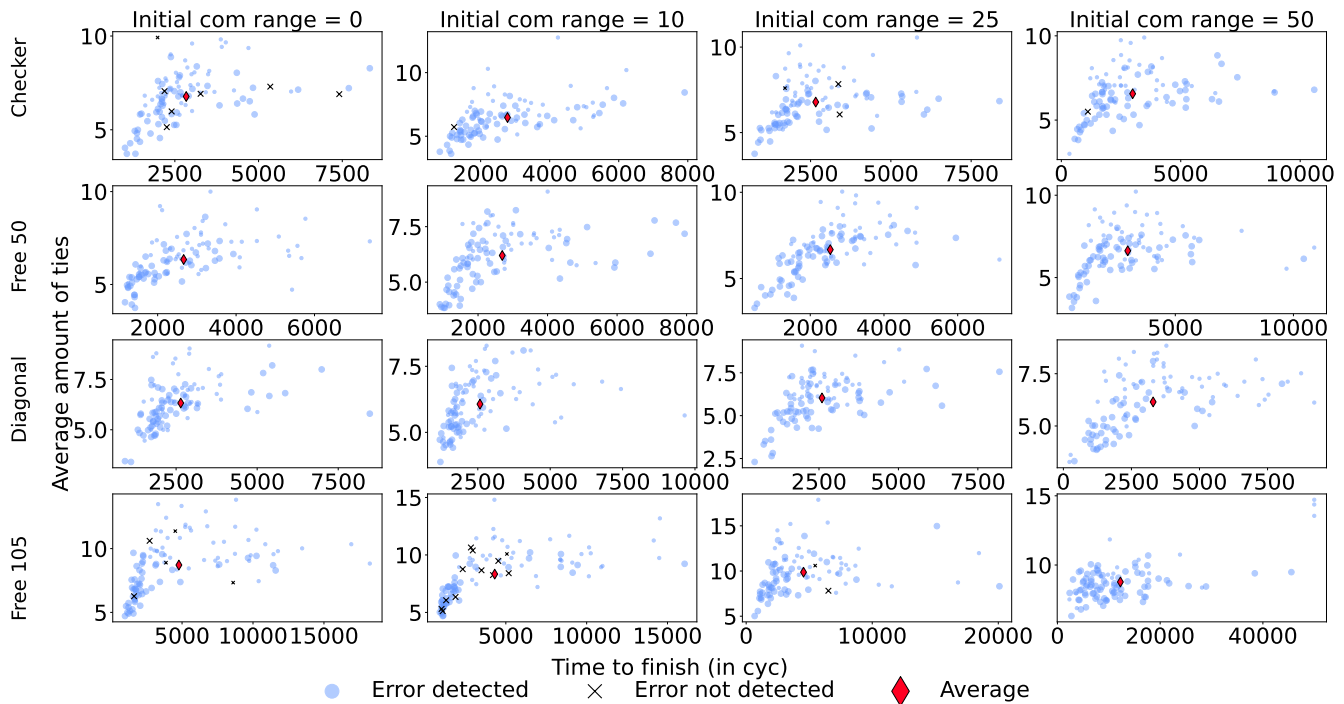 Initial com range = 0 Initial com range = 10 Initial com range = 25 Initial com range = 50
Checker
10
5
2500 5000 7500
10
5
2000 4000 6000 8000
10
5
2500 5000 7500
10
5
0 5000 10000
Average amount of ties
Free 50
10
5
2000 4000 6000
7.5
5.0
2000 4000 6000 8000
10
5
2000 4000 6000
10
5
5000 10000
Diagonal
7.5
5.0
2500 5000 7500
7.5
5.0
2500 5000 7500 10000
7.5
5.0
2.5
2500 5000 7500
7.5
5.0
0 2500 5000 7500
Free 105
10
5
5000 10000 15000
15
10
5
5000 10000 15000
15
10
5
0 10000 20000
15
10
0 20000 40000
Time to finish (in cyc)
Error detected Error not detected Average